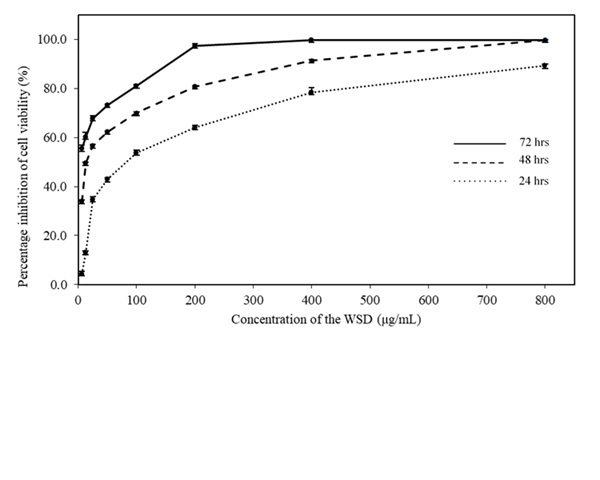 Percentage inhibition of cell viability (%)
100.0
80.0
60.0
40.0
20.0
0.0
72 hrs
48 hrs
24 hrs
0 100 200 300 400 500 600 700 800
Concentration of the WSD (µg/mL)